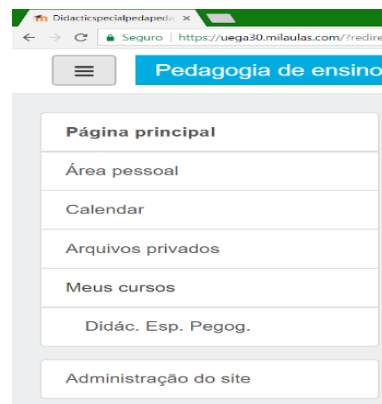 Didacticspecialpedapeda
Seguro | https://uega30.milaulas.com/?redire
Pedagogia de ensino
Página principal
Área pessoal
Calendar
Arquivos privados
Meus cursos
Didác. Esp. Pegog.
Administração do site